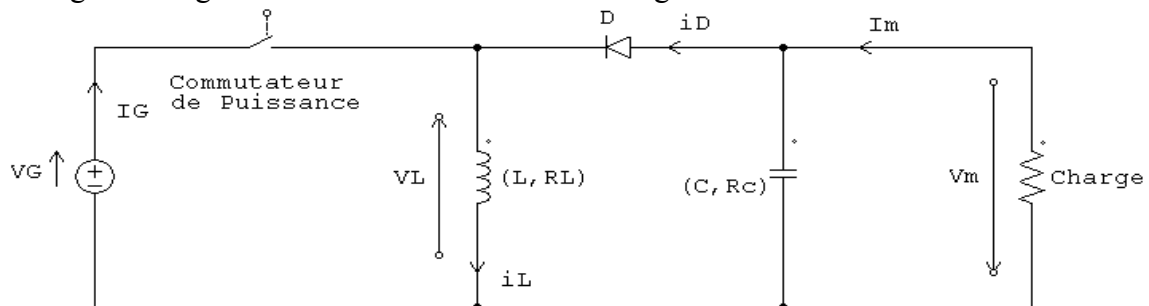 D
iD
Im
Commutateur
de Puissance
IG
VG
VL
(L,RL)
(C,Rc)
Vm
Charge
iL